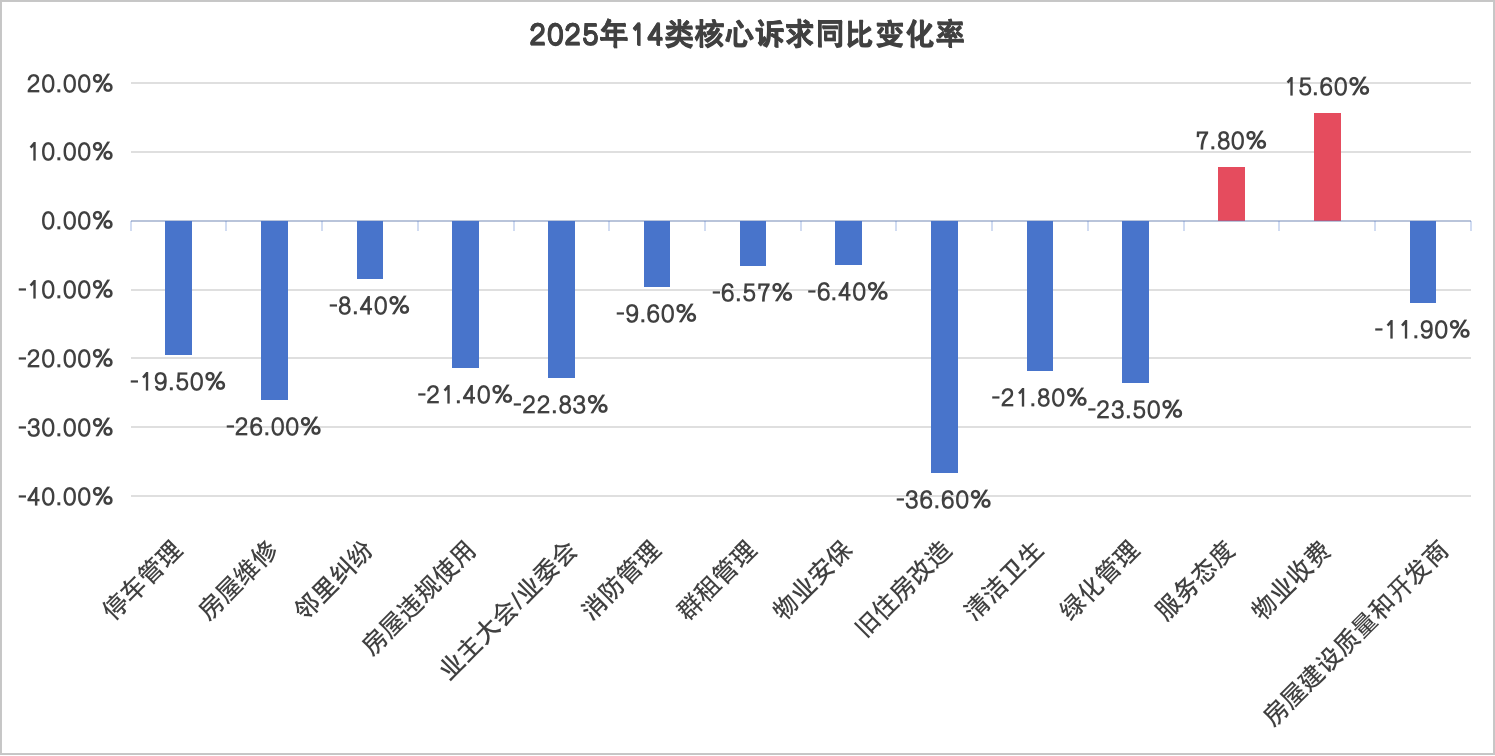 2025年14类核心诉求同比变化率
20.00%
10.00%
0.00%
-10.00%
-20.00%
-30.00%
-40.00%
-19.50%
-26.00%
-8.40%
-21.40%
-22.83%
-9.60%
-6.57%
-6.40%
-36.60%
-21.80%
-23.50%
7.80%
15.60%
-11.90%
停车管理
房屋维修
邻里纠纷
房屋违规使用
业主大会/业委会
消防管理
群租管理
物业安保
旧住房改造
清洁卫生
绿化管理
服务态度
物业收费
房屋建设质量和开发商